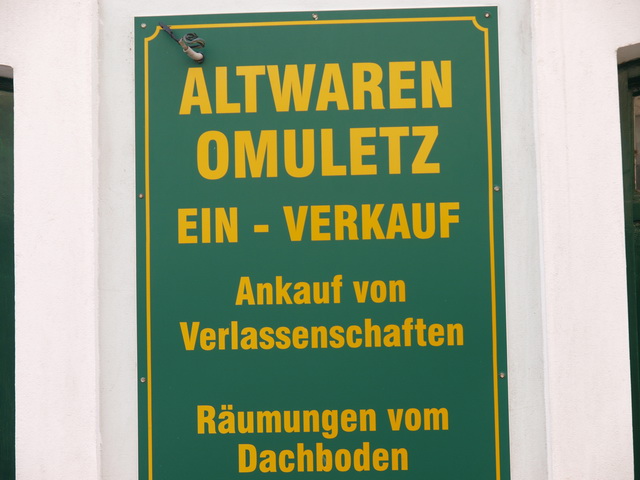 ALTWAREN
OMULETZ
EIN - VERKAUF
Ankauf von
Verlassenschaften
Räumungen vom
Dachboden